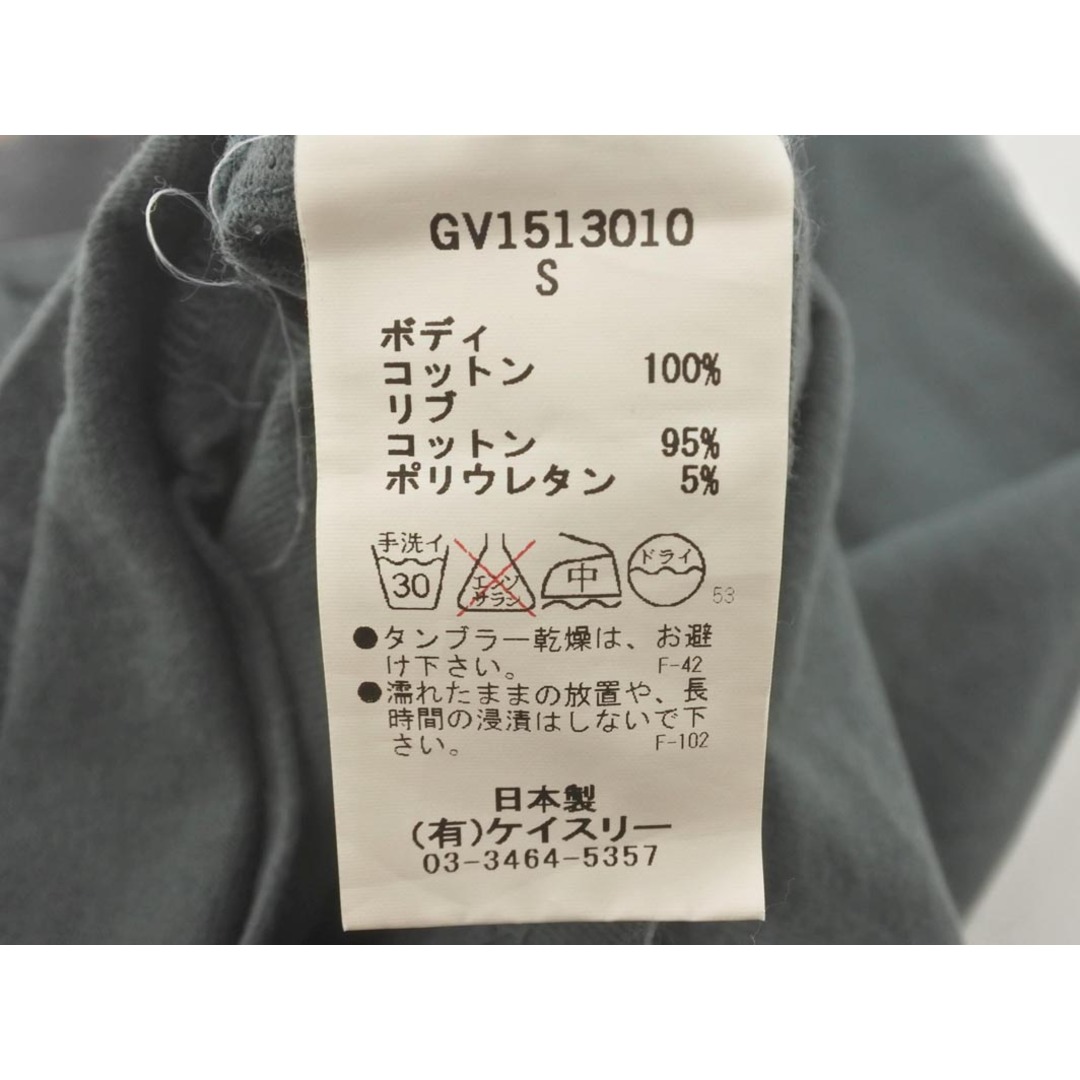 GV1513010
S
ボディ
コットン 100%
リブ
コットン 95%
ポリウレタン 5%
手洗イ
30
エンソ
サラシ
中
ドライ
53
●タンブラー乾燥は、お避
け下さい。 F-42
●濡れたままの放置や、長
時間の浸漬はしないで下
さい。 F-102
日本製
(有)ケイスリー
03-3464-5357